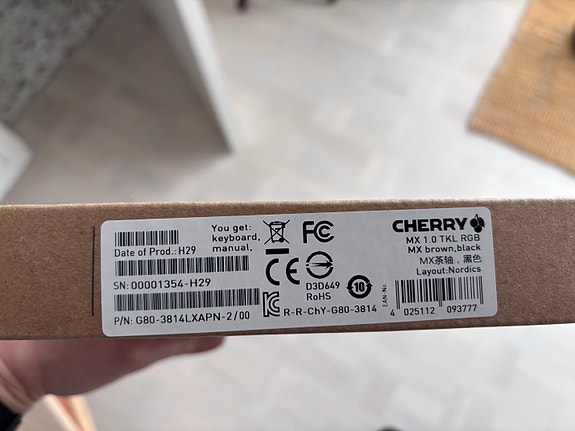 Date of Prod.:H29
SN:00001354-H29
P/N: G80-3814LXAPN-2/00
You get:
keyboard,
manual,
FC
CE
D3D649
RoHS
10
R-R-ChY-G80-3814
CHERRY
MX 1.0 TKL RGB
MX brown,black
MX茶轴，黑色
Layout:Nordics
EAN-No
4 025112 093777